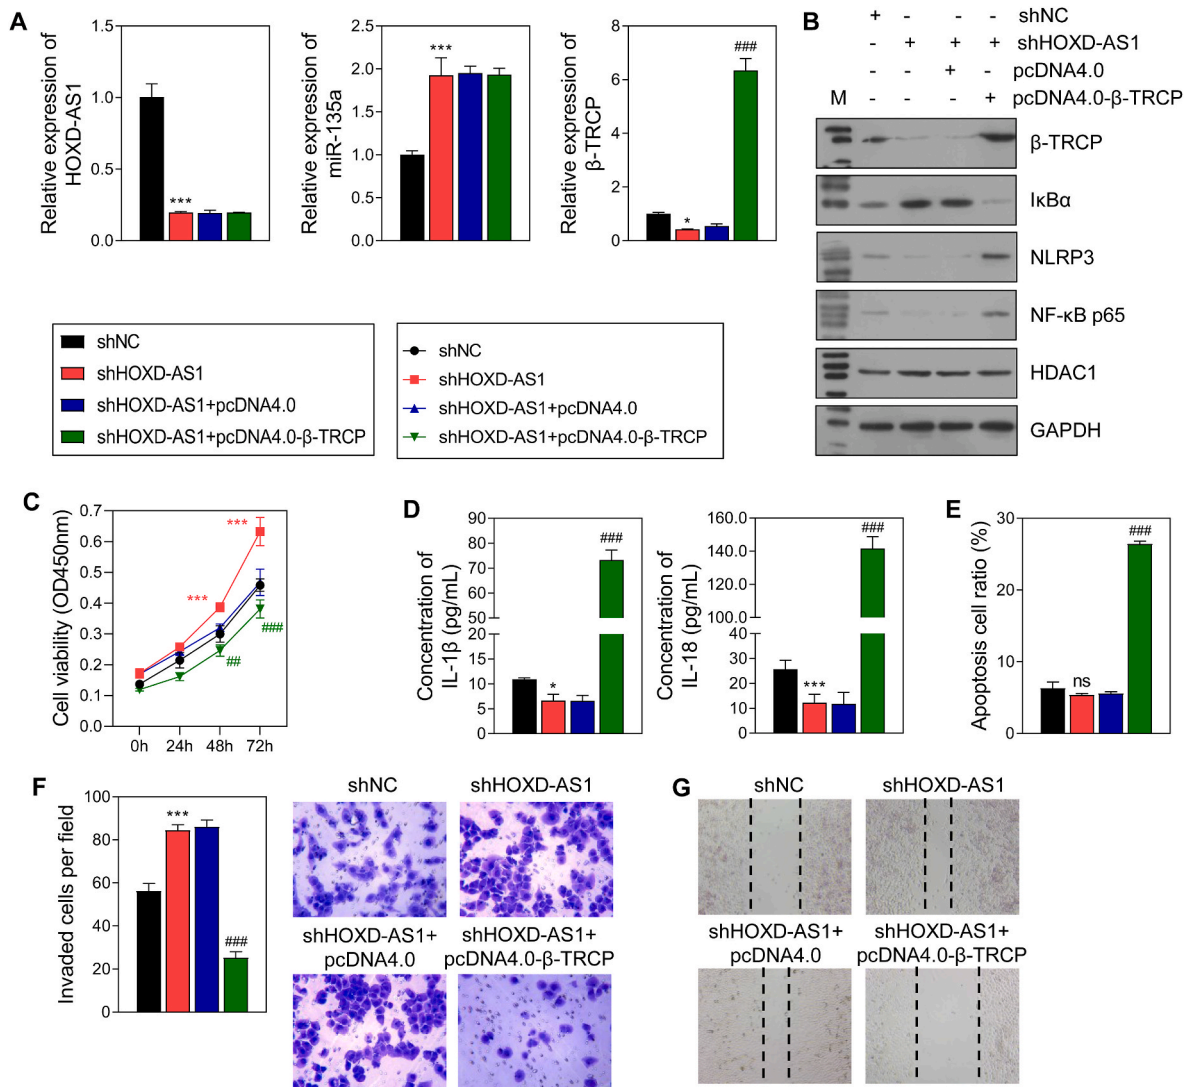 A
Relative expression of
HOXD-AS1
1.5
1.0
0.5
0.0
***
Relative expression of
miR-135a
2.5
2.0
1.5
1.0
0.5
0.0
***
Relative expression of
β-TRCP
8
6
4
2
0
*
###
B
+ - - - shNC
- + + + shHOXD-AS1
- - + - pcDNA4.0
M - - - + pcDNA4.0-β-TRCP
β-TRCP
IκBα
NLRP3
NF-κB p65
HDAC1
GAPDH
shNC
shHOXD-AS1
shHOXD-AS1+pcDNA4.0
shHOXD-AS1+pcDNA4.0-β-TRCP
shNC
shHOXD-AS1
shHOXD-AS1+pcDNA4.0
shHOXD-AS1+pcDNA4.0-β-TRCP
C
Cell viability (OD450nm)
0.7
0.6
0.5
0.4
0.3
0.2
0.1
0.0
0h 24h 48h 72h
***
***
##
###
D
Concentration of
IL-1β (pg/mL)
90
80
70
60
50
15
10
5
0
*
###
Concentration of
IL-18 (pg/mL)
160.0
140.0
120.0
100.0
40
30
20
10
0
***
###
E
Apoptosis cell ratio (%)
30
20
10
0
ns
###
F
Invaded cells per field
100
80
60
40
20
0
***
###
shNC
shHOXD-AS1
shHOXD-AS1+
pcDNA4.0
shHOXD-AS1+
pcDNA4.0-β-TRCP
G
shNC
shHOXD-AS1
shHOXD-AS1+
pcDNA4.0
shHOXD-AS1+
pcDNA4.0-β-TRCP